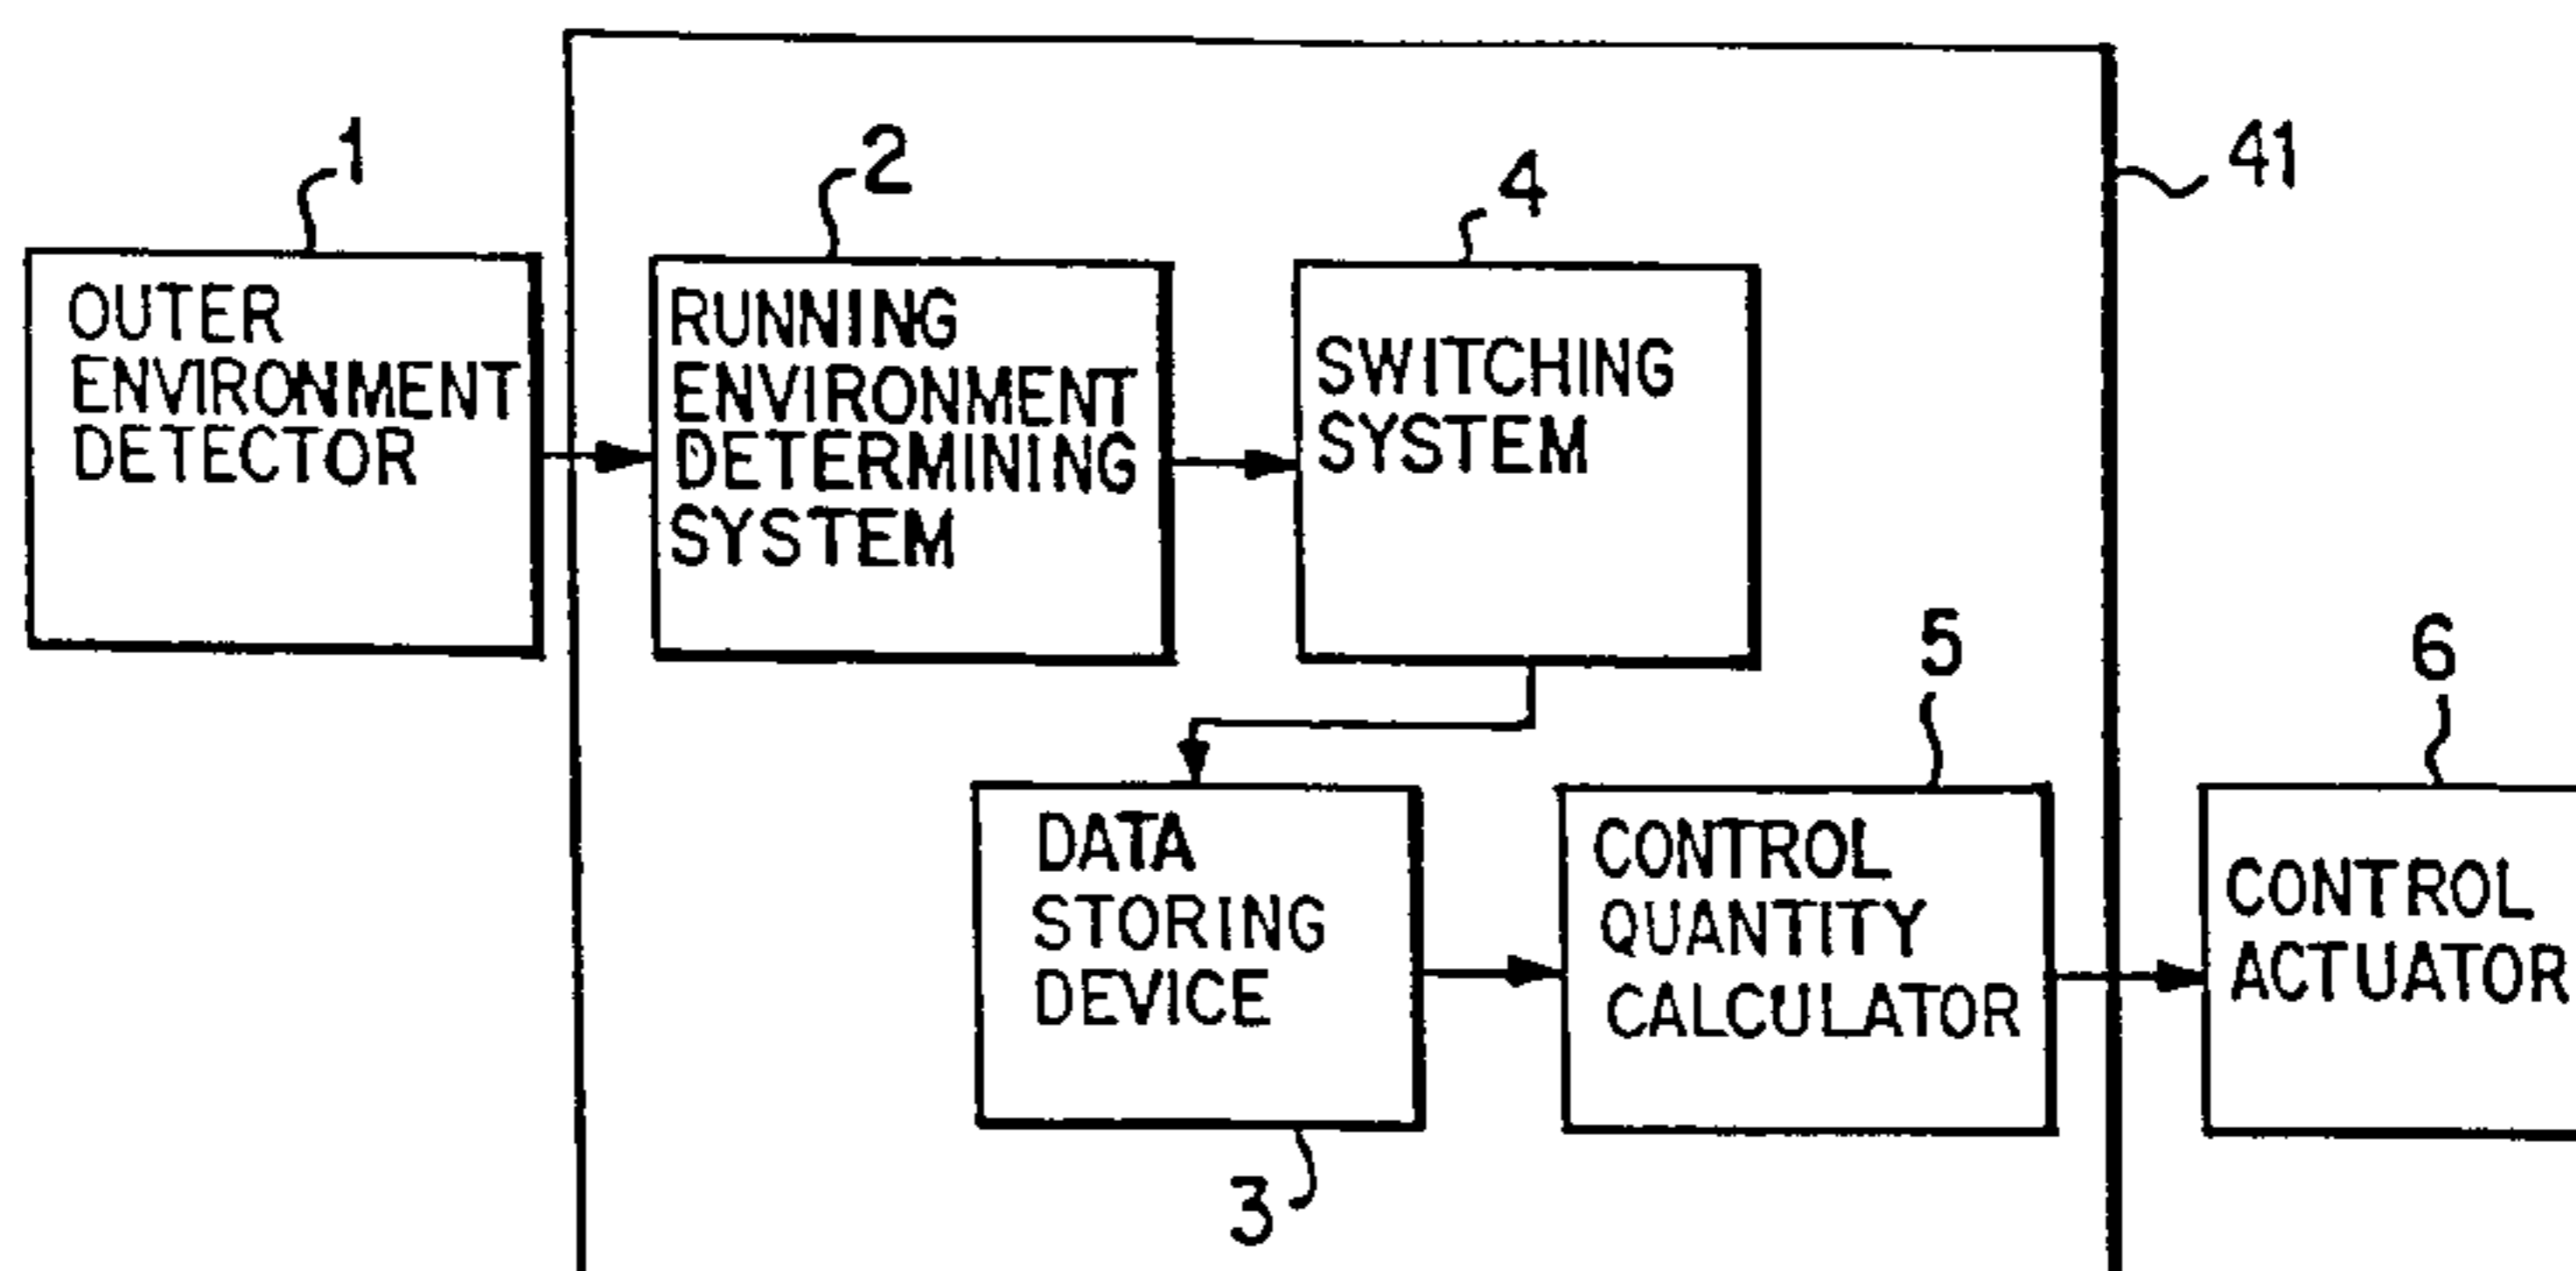 1
2
4
41
OUTER
ENVIRONMENT
DETECTOR
RUNNING
ENVIRONMENT
DETERMINING
SYSTEM
SWITCHING
SYSTEM
5
6
DATA
STORING
DEVICE
CONTROL
QUANTITY
CALCULATOR
CONTROL
ACTUATOR
3